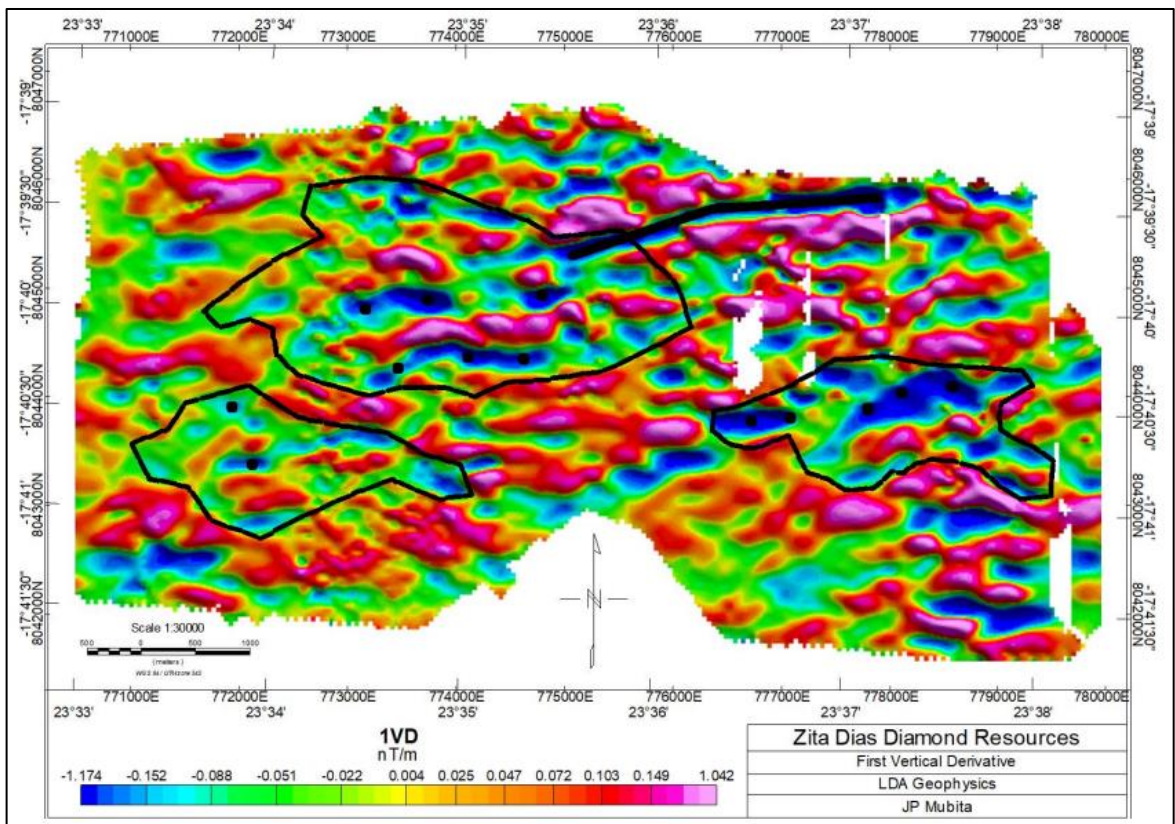 23°33' 23°34' 23°35' 23°36' 23°37' 23°38'
771000E 772000E 773000E 774000E 775000E 776000E 777000E 778000E 779000E 780000E
-17°39' 8047000N 8047000N -17°39'
-17°39'30" 8046000N 8046000N -17°39'30"
-17°40' 8045000N 8045000N -17°40'
-17°40'30" 8044000N 8044000N -17°40'30"
-17°41' 8043000N 8043000N -17°41'
-17°41'30" 8042000N 8042000N -17°41'30"
Scale 1:30000
500 0 500 1000
(meters)
N
771000E 772000E 773000E 774000E 775000E 776000E 777000E 778000E 779000E 780000E
23°33' 23°34' 23°35' 23°36' 23°37' 23°38'
1VD
nT/m
-1.174 -0.152 -0.088 -0.051 -0.022 0.004 0.025 0.047 0.072 0.103 0.149 1.042
Zita Dias Diamond Resources
First Vertical Derivative
LDA Geophysics
JP Mubita